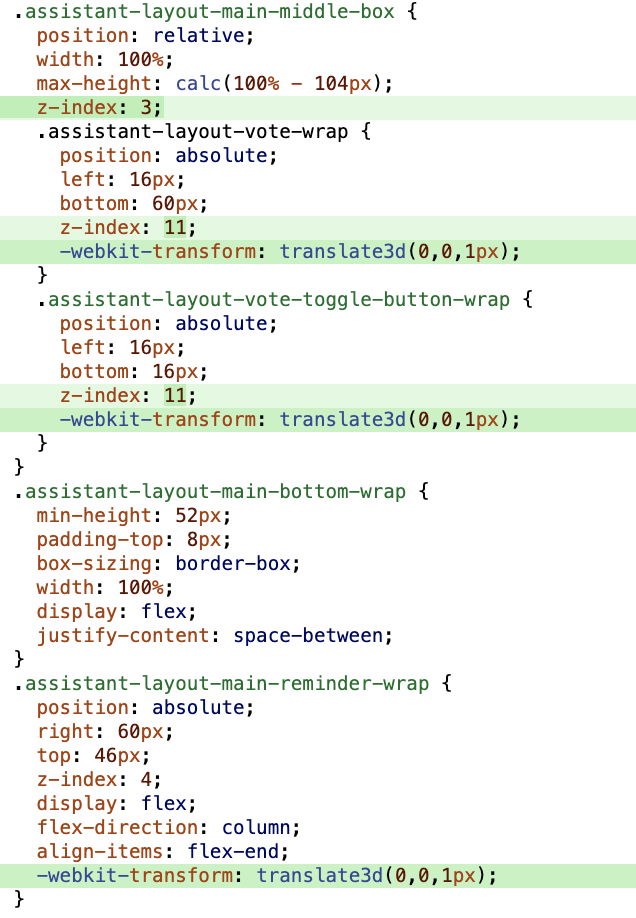 .assistant-layout-main-middle-box {
  position: relative;
  width: 100%;
  max-height: calc(100% - 104px);
  z-index: 3;
  .assistant-layout-vote-wrap {
    position: absolute;
    left: 16px;
    bottom: 60px;
    z-index: 11;
    -webkit-transform: translate3d(0,0,1px);
  }
  .assistant-layout-vote-toggle-button-wrap {
    position: absolute;
    left: 16px;
    bottom: 16px;
    z-index: 11;
    -webkit-transform: translate3d(0,0,1px);
  }
}
.assistant-layout-main-bottom-wrap {
  min-height: 52px;
  padding-top: 8px;
  box-sizing: border-box;
  width: 100%;
  display: flex;
  justify-content: space-between;
}
.assistant-layout-main-reminder-wrap {
  position: absolute;
  right: 60px;
  top: 46px;
  z-index: 4;
  display: flex;
  flex-direction: column;
  align-items: flex-end;
  -webkit-transform: translate3d(0,0,1px);
}